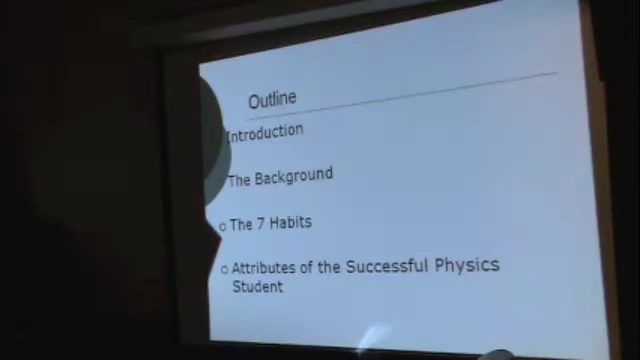 Outline
Introduction
The Background
The 7 Habits
Attributes of the Successful Physics
Student